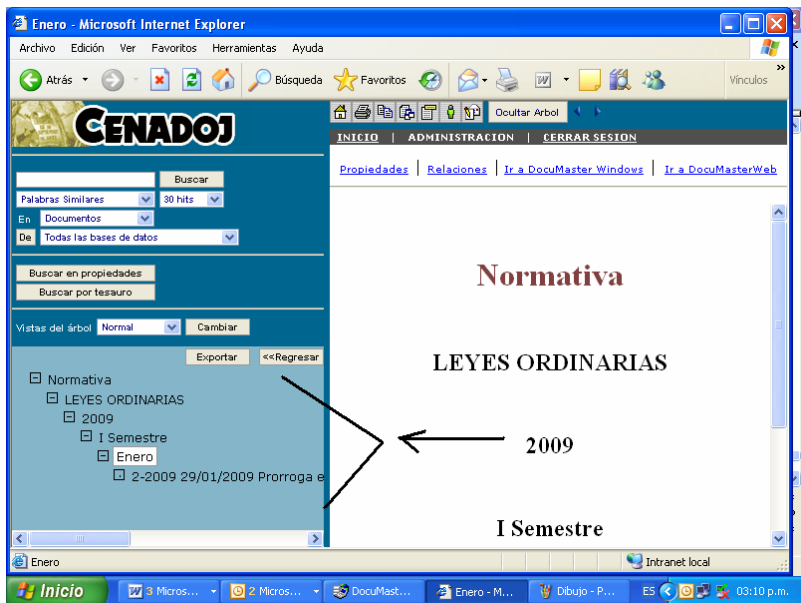 Enero - Microsoft Internet Explorer
Archivo Edición Ver Favoritos Herramientas Ayuda
Atrás Búsqueda Favoritos Vínculos
CENADOJ
Ocultar Arbol
INICIO | ADMINISTRACION | CERRAR SESION
Propiedades | Relaciones | Ir a DocuMaster Windows | Ir a DocuMasterWeb
Buscar
Palabras Similares 30 hits
En Documentos
De Todas las bases de datos
Buscar en propiedades
Buscar por tesauro
Vistas del árbol Normal Cambiar
Exportar <<Regresar
Normativa
LEYES ORDINARIAS
2009
I Semestre
Enero
2-2009 29/01/2009 Prorroga e
Normativa
LEYES ORDINARIAS
2009
I Semestre
Enero Intranet local
Inicio 3 Micros... 2 Micros... DocuMast... Enero - M... Dibujo - P... ES 03:10 p.m.